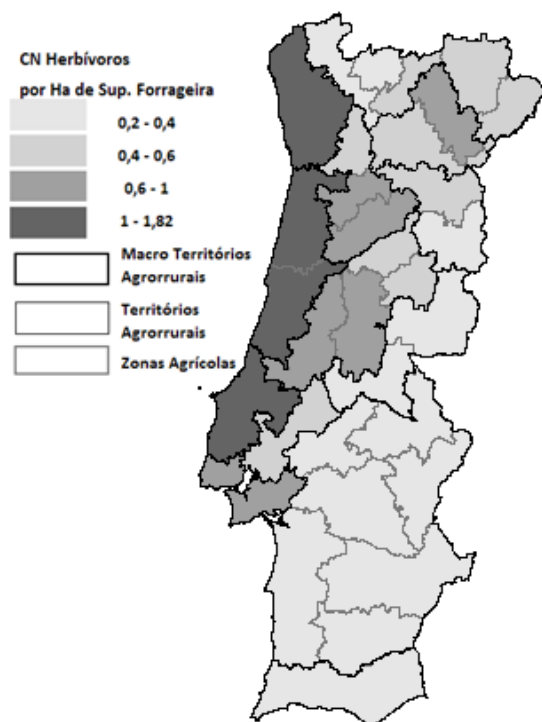 CN Herbívoros
por Ha de Sup. Forrageira
0,2 - 0,4
0,4 - 0,6
0,6 - 1
1 - 1,82
Macro Territórios
Agrorrurais
Territórios
Agrorrurais
Zonas Agrícolas